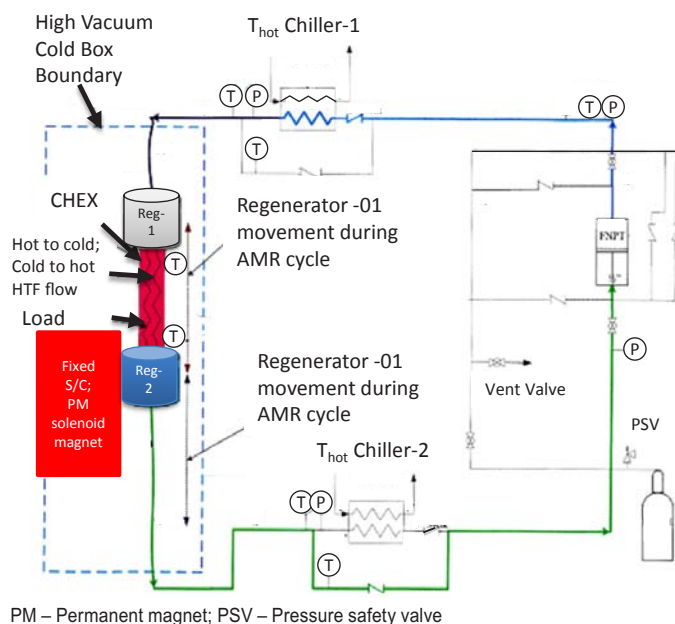 High Vacuum
Cold Box
Boundary
T_hot Chiller-1
T
P
T
P
T
CHEX
Reg-
1
Hot to cold;
Cold to hot
HTF flow
T
Regenerator -01
movement during
AMR cycle
FNPT
Load
T
P
Fixed
S/C;
PM
solenoid
magnet
Reg-
2
Regenerator -01
movement during
AMR cycle
Vent Valve
PSV
T_hot Chiller-2
T
P
T
PM – Permanent magnet; PSV – Pressure safety valve